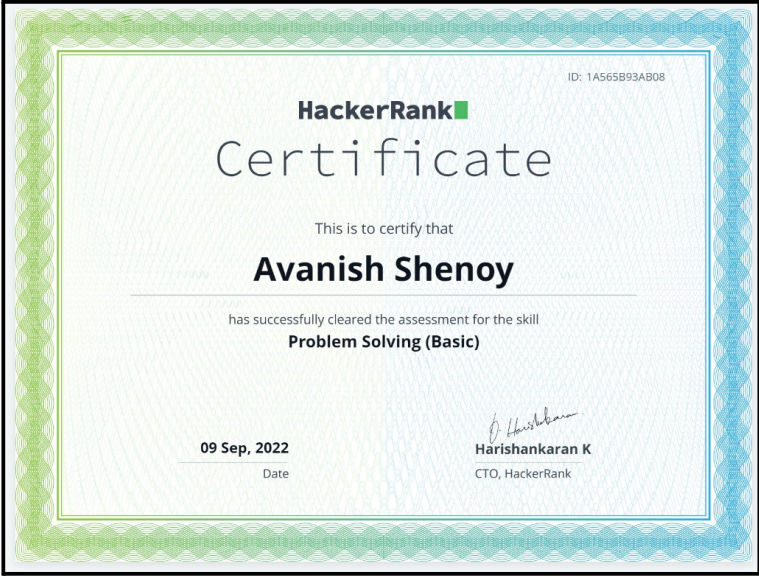 ID: 1A565B93AB08
HackerRank
Certificate
This is to certify that
Avanish Shenoy
has successfully cleared the assessment for the skill
Problem Solving (Basic)
09 Sep, 2022
Date
Harishankaran K
CTO, HackerRank